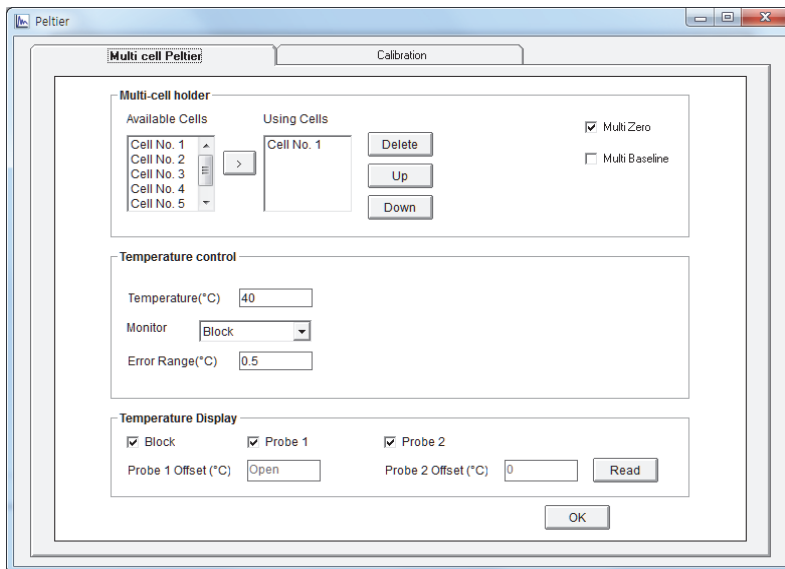 Peltier
Multi cell Peltier
Calibration
Multi-cell holder
Available Cells
Using Cells
Cell No. 1
Cell No. 2
Cell No. 3
Cell No. 4
Cell No. 5
>
Cell No. 1
Delete
Up
Down
Multi Zero
Multi Baseline
Temperature control
Temperature(°C) 40
Monitor Block
Error Range(°C) 0.5
Temperature Display
Block Probe 1 Probe 2
Probe 1 Offset (°C) Open Probe 2 Offset (°C) 0 Read
OK